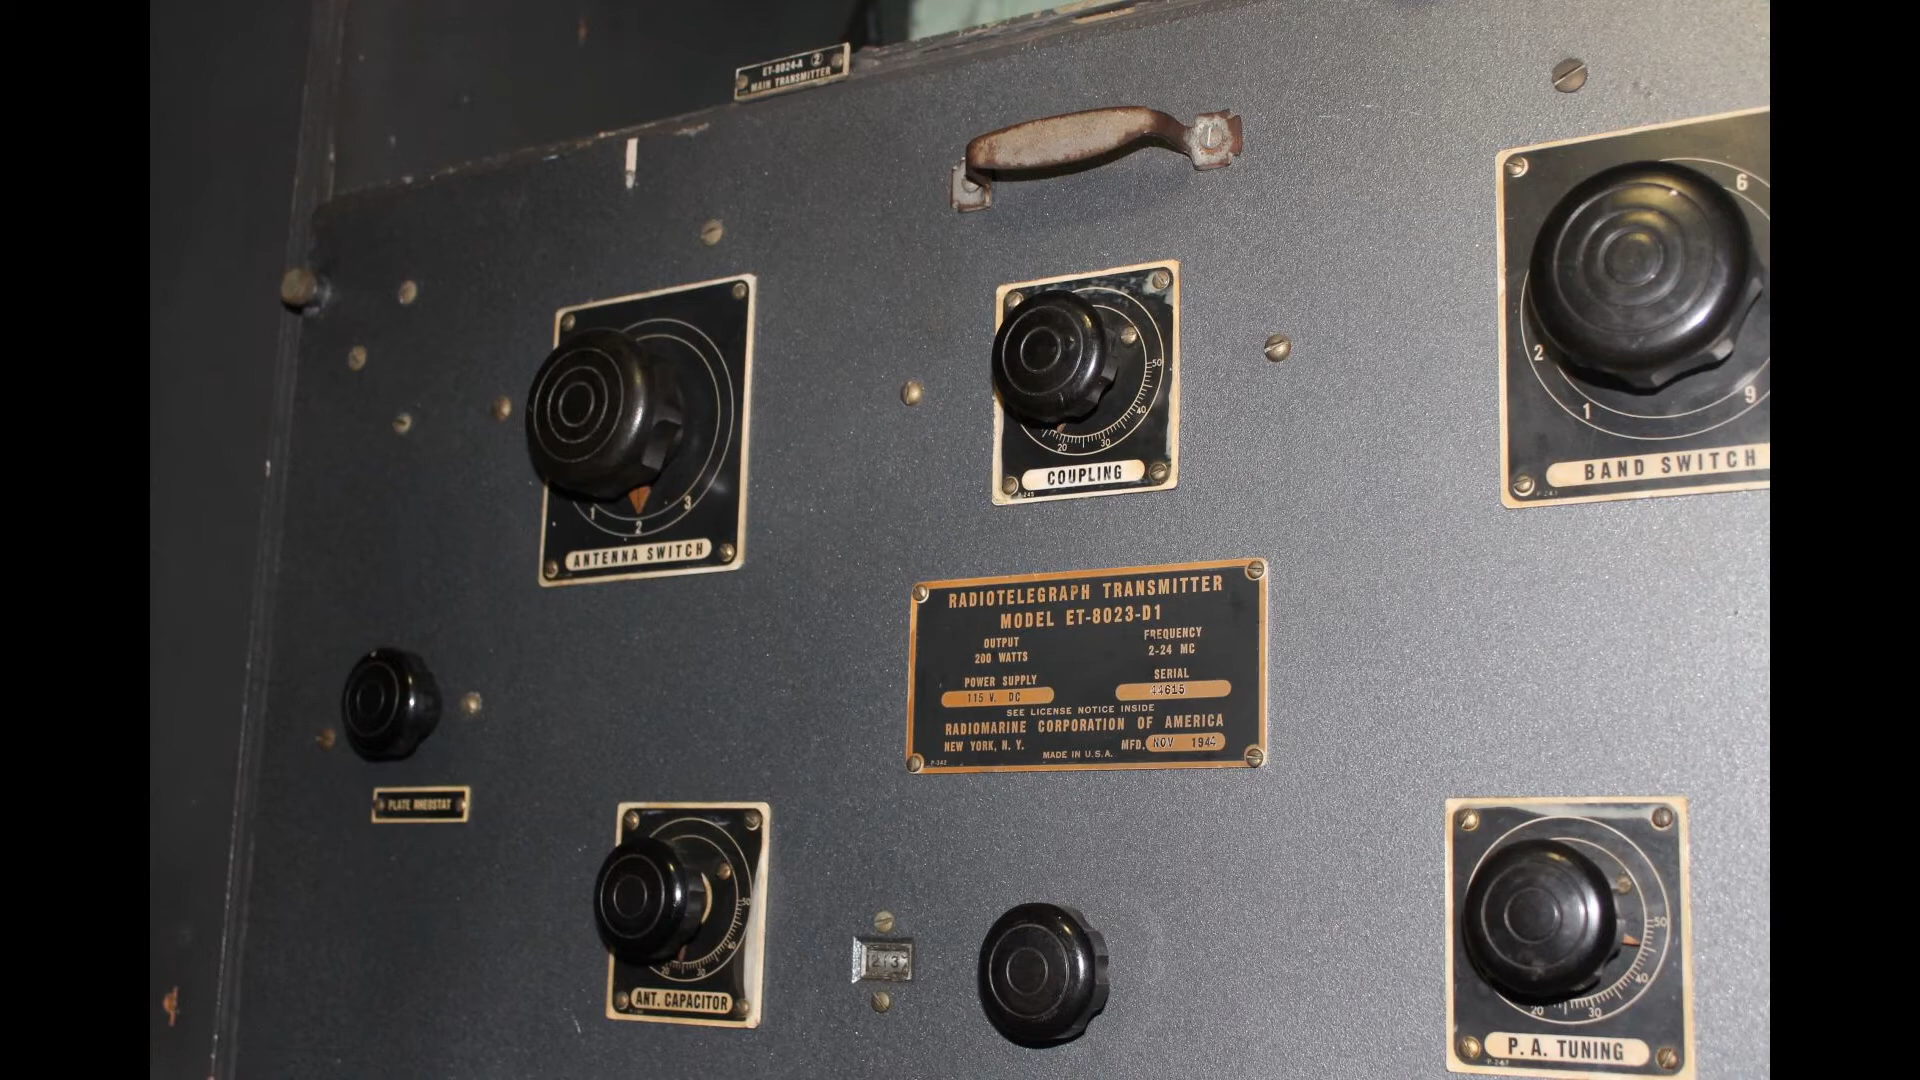 ET-8024-A 2
MAIN TRANSMITTER
6
2
1
9
BAND SWITCH
50
40
30
20
COUPLING
1
2
3
ANTENNA SWITCH
RADIOTELEGRAPH TRANSMITTER
MODEL ET-8023-D1
OUTPUT FREQUENCY
200 WATTS 2-24 MC
POWER SUPPLY SERIAL
115 V. DC 44615
SEE LICENSE NOTICE INSIDE
RADIOMARINE CORPORATION OF AMERICA
NEW YORK, N. Y. MFD. NOV 1944
MADE IN U.S.A.
P-342
PLATE RHEOSTAT
50
40
30
20
ANT. CAPACITOR
213
50
40
30
20
P. A. TUNING